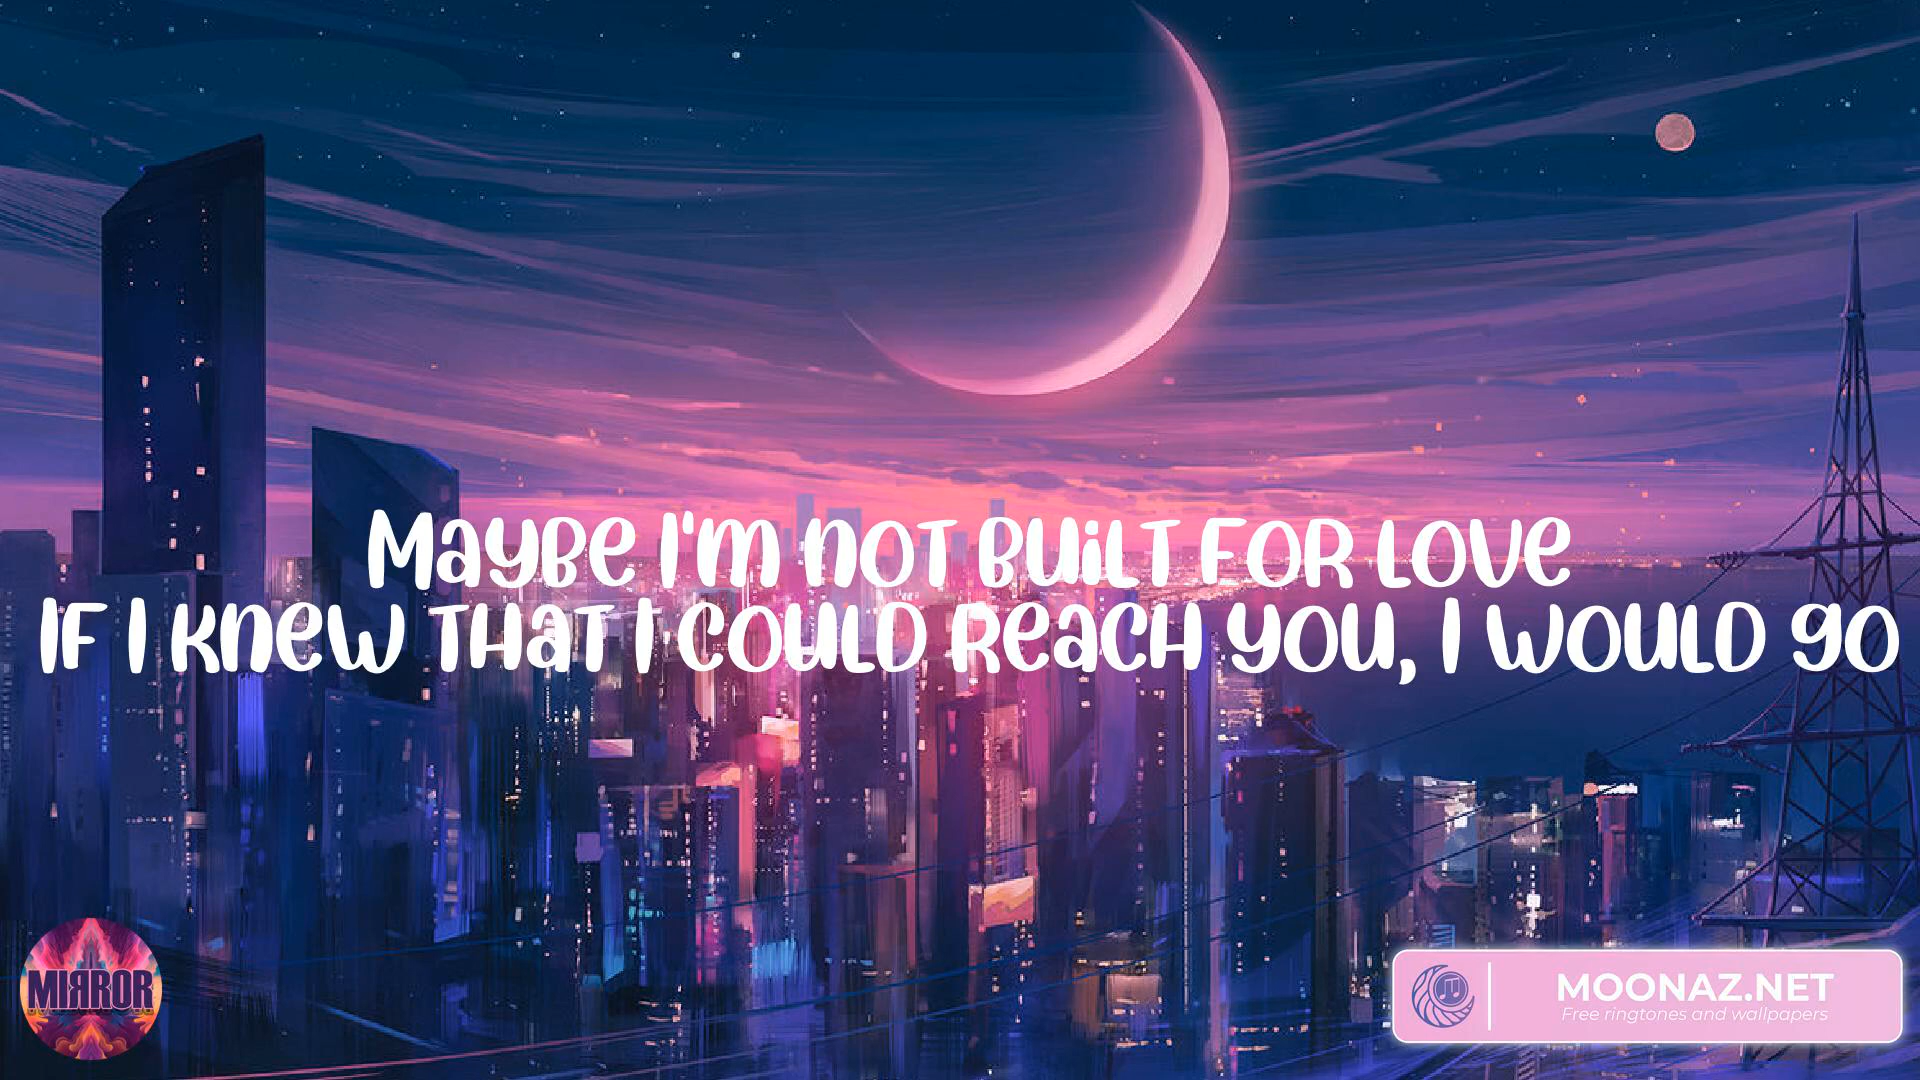 Maybe I'm not built for love
If I knew that I could reach you, I would go
MIRROR
MOONAZ.NET
Free ringtones and wallpapers